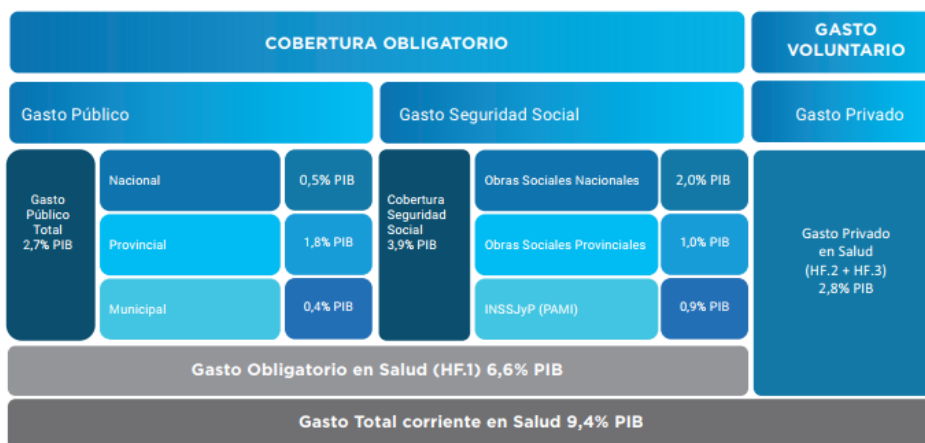 COBERTURA OBLIGATORIO
GASTO
VOLUNTARIO
Gasto Público
Gasto Seguridad Social
Gasto Privado
Gasto
Público
Total
2,7% PIB
Nacional
0,5% PIB
Provincial
1,8% PIB
Municipal
0,4% PIB
Cobertura
Seguridad
Social
3,9% PIB
Obras Sociales Nacionales
2,0% PIB
Obras Sociales Provinciales
1,0% PIB
INSSJyP (PAMI)
0,9% PIB
Gasto Privado
en Salud
(HF.2 + HF.3)
2,8% PIB
Gasto Obligatorio en Salud (HF.1) 6,6% PIB
Gasto Total corriente en Salud 9,4% PIB